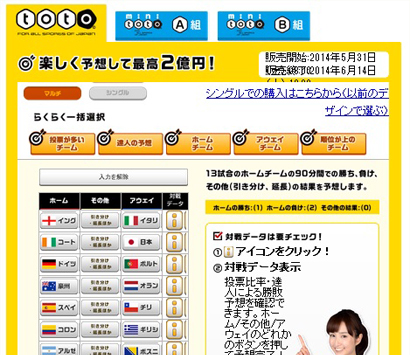 toto
FOR ALL SPORTS OF JAPAN
mini toto A 組
mini toto B 組
楽しく予想して最高2億円！
販売開始:2014年5月31日
2014年6月14日
マルチ
シングル
シングルでの購入はこちらから(以前のデザインで選ぶ)
らくらく一括選択
投票が多いチーム
達人の予想
ホームチーム
アウェイチーム
順位が上のチーム
入力を解除
13試合のホームチームの90分間での勝ち、負け、
その他(引き分け、延長)の結果を予想します。
ホームの勝ち:(1) ホームの負け:(2) その他の結果:(0)
ホーム その他 アウェイ 対戦データ
イング 引き分け・延長ほか イタリ
コート 引き分け・延長ほか 日本
ドイツ 引き分け・延長ほか ポルト
豪州 引き分け・延長ほか オラン
スペイ 引き分け・延長ほか チリ
コロン 引き分け・延長ほか ギリシ
アルゼ 引き分け ボスニ
対戦データは要チェック！
① アイコンをクリック！
② 対戦データ表示
投票比率・達
人による勝敗
予想を確認で
きます。ホー
ム/その他/ア
ウェイのどれか
のボタンを押し
て予想完了！